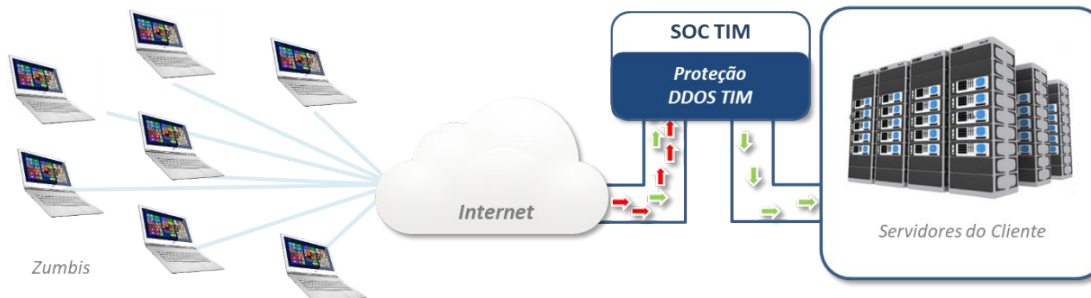 SOC TIM
Proteção
DDOS TIM
Internet
Servidores do Cliente
Zumbis